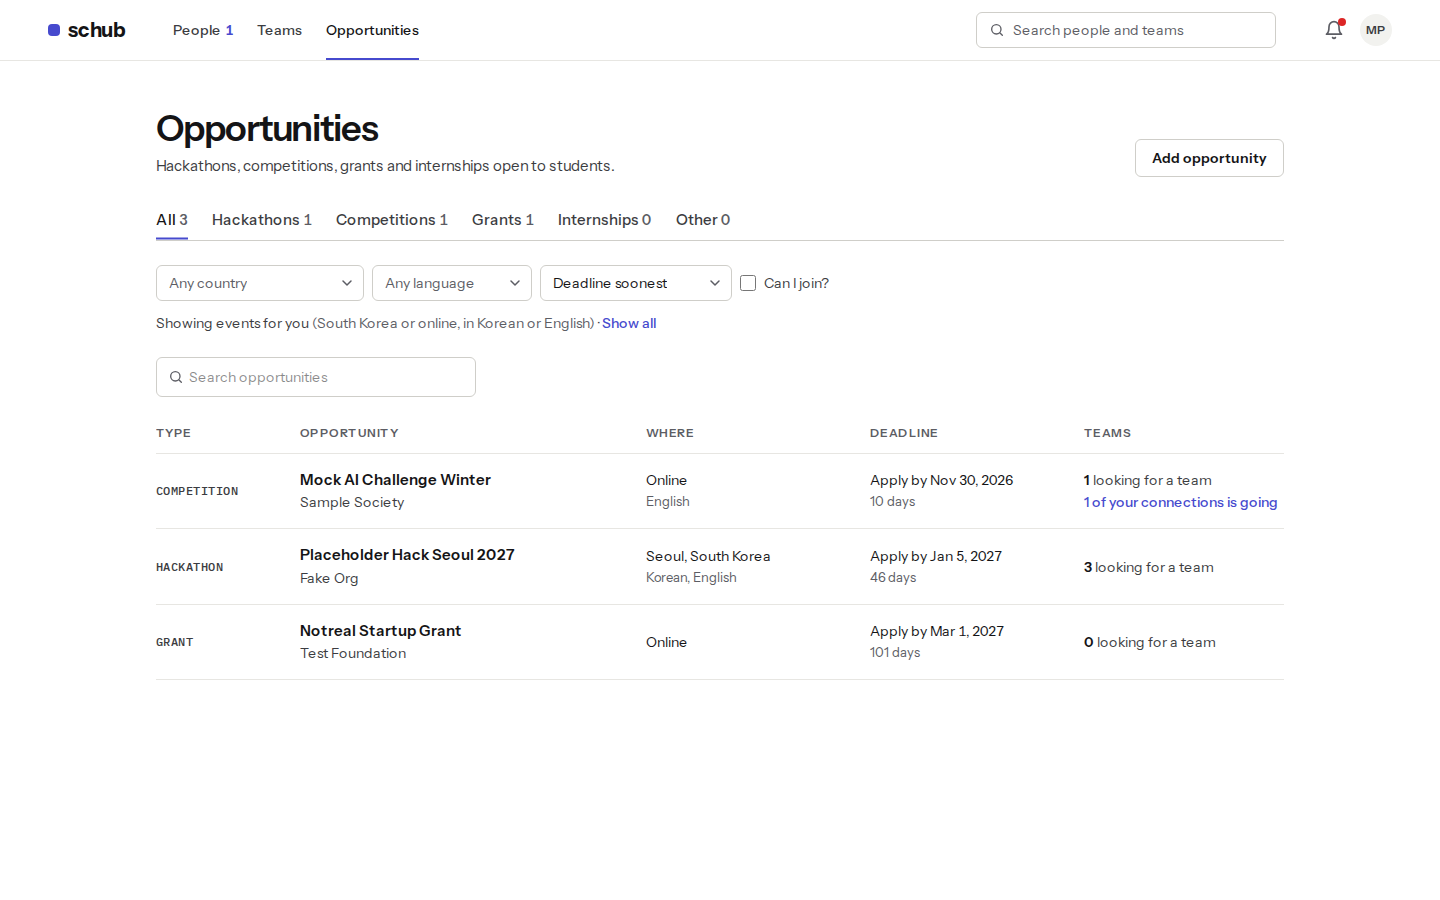 schub People 1 Teams Opportunities Search people and teams MP
Opportunities
Hackathons, competitions, grants and internships open to students.
Add opportunity
All 3 Hackathons 1 Competitions 1 Grants 1 Internships 0 Other 0
Any country Any language Deadline soonest Can I join?
Showing events for you (South Korea or online, in Korean or English) · Show all
Search opportunities
TYPE OPPORTUNITY WHERE DEADLINE TEAMS
COMPETITION Mock AI Challenge Winter Online Apply by Nov 30, 2026 1 looking for a team
Sample Society English 10 days 1 of your connections is going
HACKATHON Placeholder Hack Seoul 2027 Seoul, South Korea Apply by Jan 5, 2027 3 looking for a team
Fake Org Korean, English 46 days
GRANT Notreal Startup Grant Online Apply by Mar 1, 2027 0 looking for a team
Test Foundation 101 days